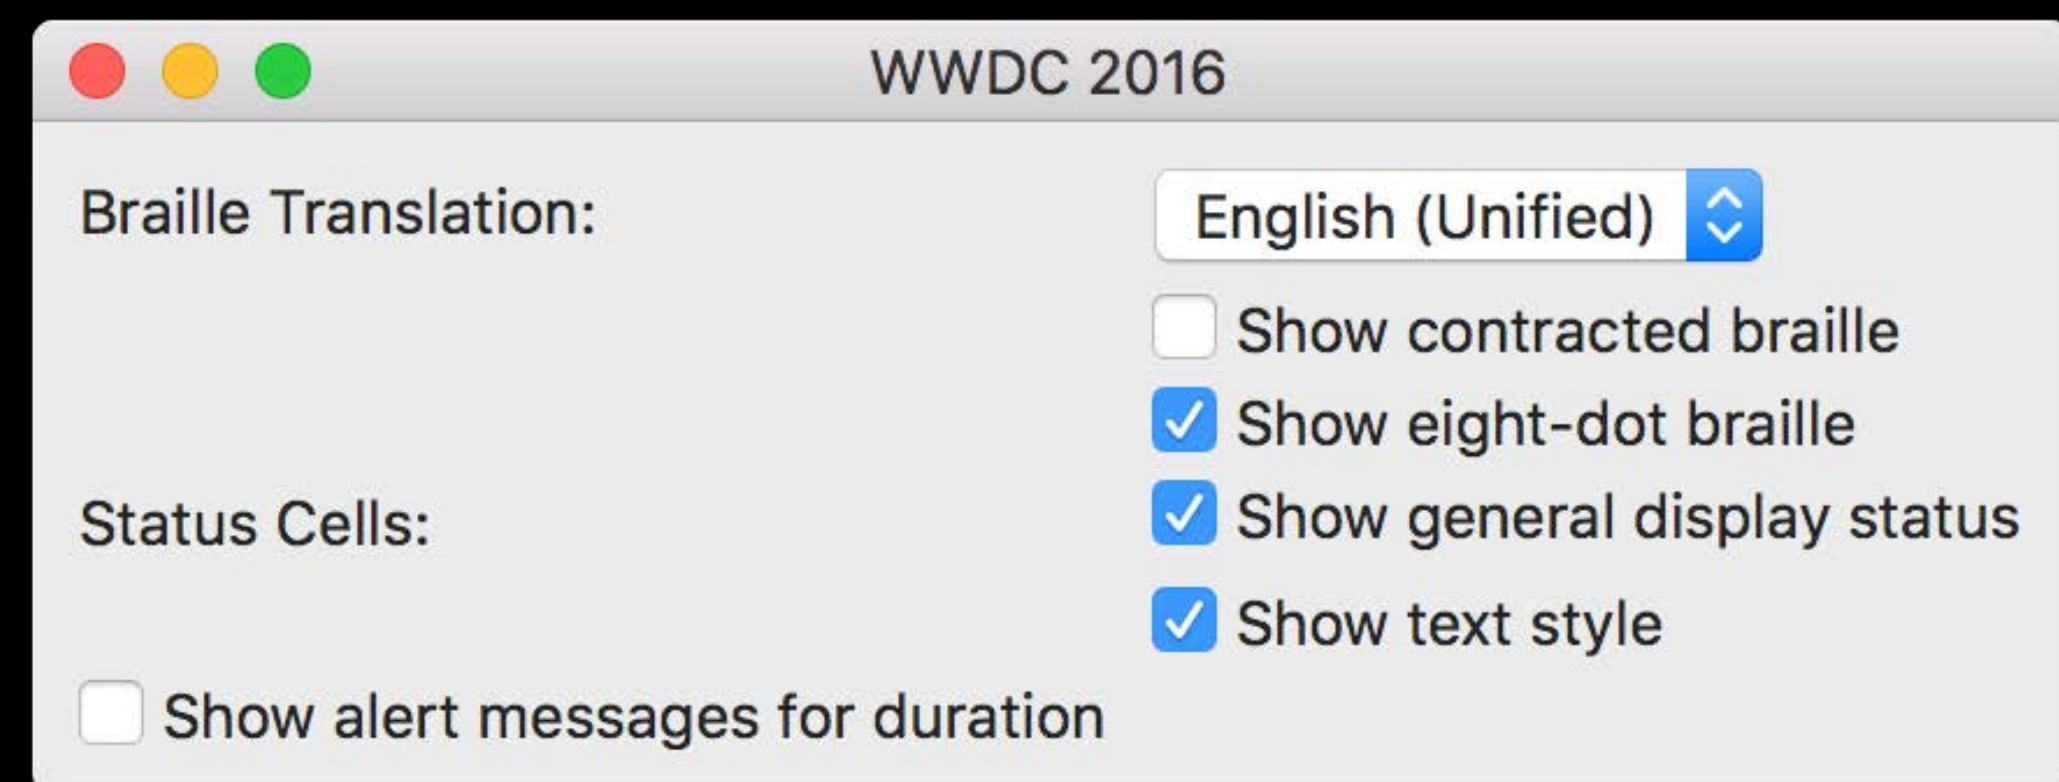 WWDC 2016
Braille Translation:
English (Unified)
Show contracted braille
Show eight-dot braille
Status Cells:
Show general display status
Show text style
Show alert messages for duration